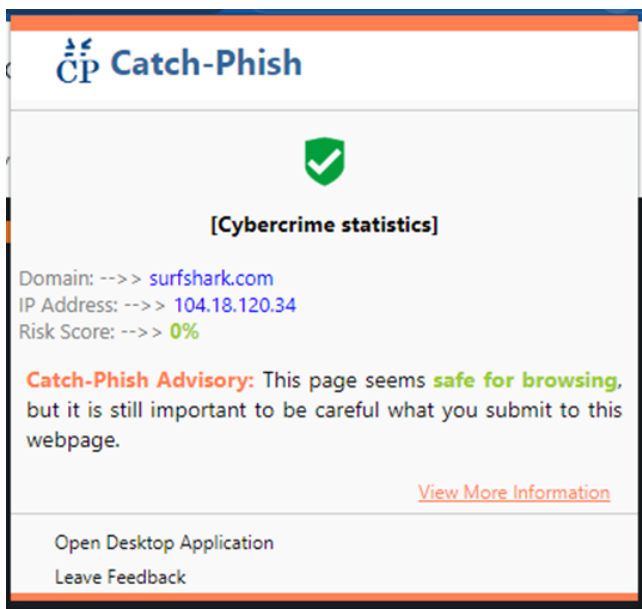 CP Catch-Phish
[Cybercrime statistics]
Domain: -->> surfshark.com
IP Address: -->> 104.18.120.34
Risk Score: -->> 0%
Catch-Phish Advisory: This page seems safe for browsing,
but it is still important to be careful what you submit to this
webpage.
View More Information
Open Desktop Application
Leave Feedback